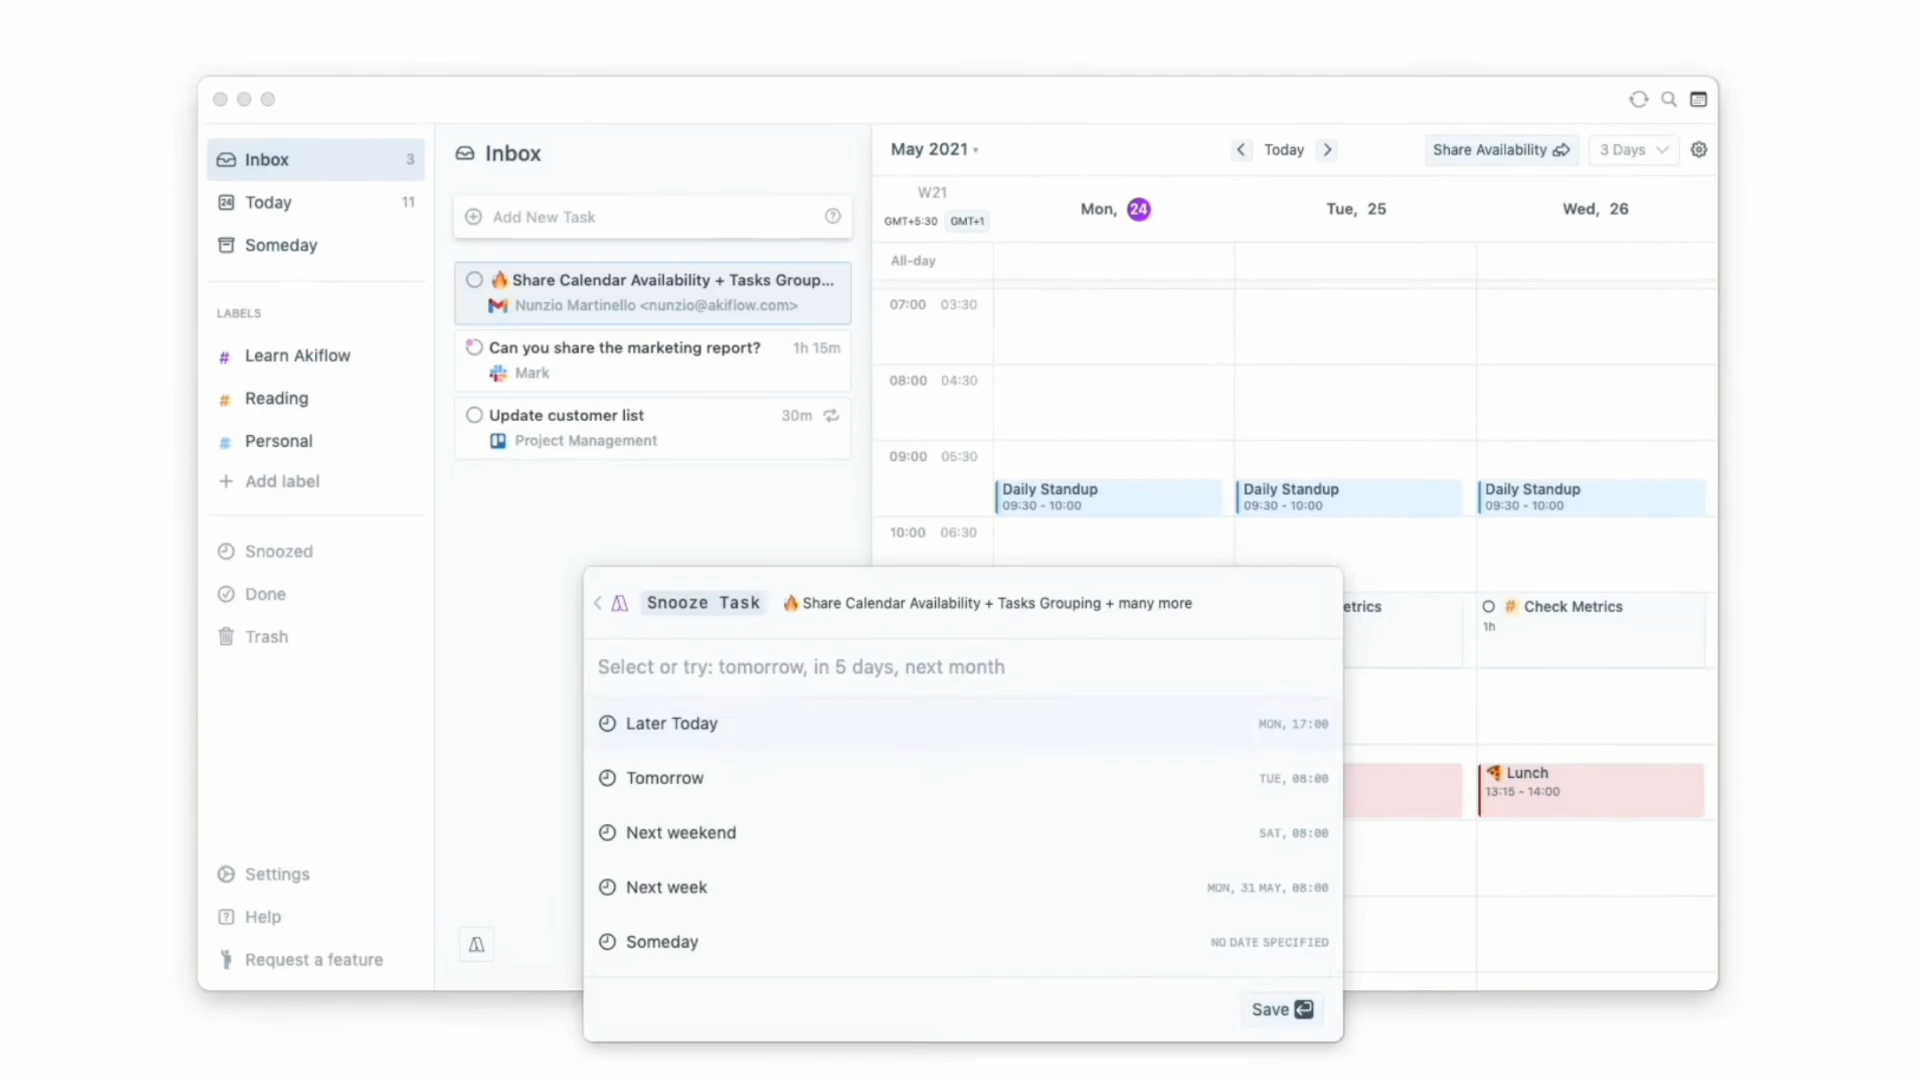 Inbox 3
24 Today 11
Someday
LABELS
# Learn Akiflow
# Reading
# Personal
+ Add label
Snoozed
Done
Trash
Settings
? Help
Request a feature
Inbox
Add New Task ?
🔥 Share Calendar Availability + Tasks Group...
Nunzio Martinello <nunzio@akiflow.com>
Can you share the marketing report? 1h 15m
Mark
Update customer list 30m
Project Management
May 2021
Today
Share Availability
3 Days
W21
GMT+5:30 GMT+1
Mon, 24
Tue, 25
Wed, 26
All-day
07:00 03:30
08:00 04:30
09:00 05:30
10:00 06:30
Daily Standup
09:30 - 10:00
Daily Standup
09:30 - 10:00
Daily Standup
09:30 - 10:00
etrics
# Check Metrics
1h
🍕 Lunch
13:15 - 14:00
Snooze Task 🔥 Share Calendar Availability + Tasks Grouping + many more
Select or try: tomorrow, in 5 days, next month
Later Today MON, 17:00
Tomorrow TUE, 08:00
Next weekend SAT, 08:00
Next week MON, 31 MAY, 08:00
Someday NO DATE SPECIFIED
Save